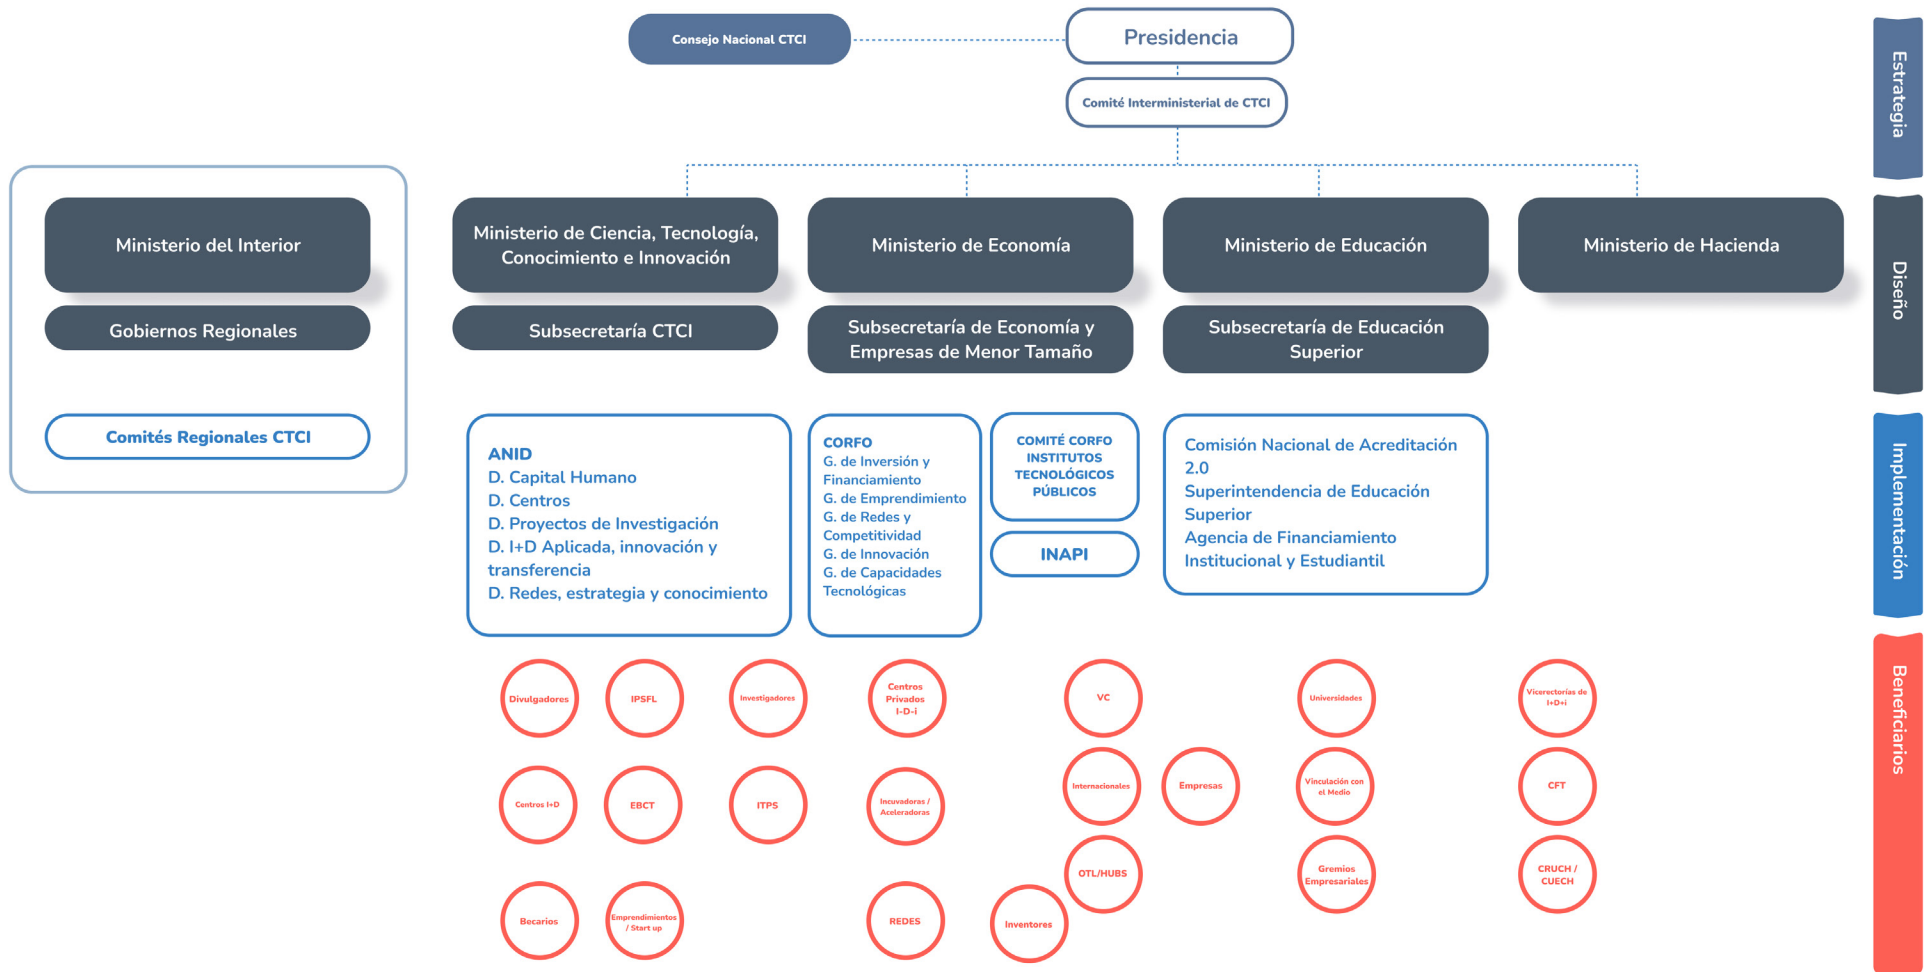 Consejo Nacional CTCI
Presidencia
Comité Interministerial de CTCI
Estrategia
Ministerio del Interior
Gobiernos Regionales
Comités Regionales CTCI
Ministerio de Ciencia, Tecnología,
Conocimiento e Innovación
Subsecretaría CTCI
Ministerio de Economía
Subsecretaría de Economía y
Empresas de Menor Tamaño
Ministerio de Educación
Subsecretaría de Educación
Superior
Ministerio de Hacienda
Diseño
ANID
D. Capital Humano
D. Centros
D. Proyectos de Investigación
D. I+D Aplicada, innovación y
transferencia
D. Redes, estrategia y conocimiento
CORFO
G. de Inversión y
Financiamiento
G. de Emprendimiento
G. de Redes y
Competitividad
G. de Innovación
G. de Capacidades
Tecnológicas
COMITÉ CORFO
INSTITUTOS
TECNOLÓGICOS
PÚBLICOS
INAPI
Comisión Nacional de Acreditación
2.0
Superintendencia de Educación
Superior
Agencia de Financiamiento
Institucional y Estudiantil
Implementación
Divulgadores
IPSFL
Investigadores
Centros
Privados
I-D-i
VC
Universidades
Vicerectorías de
I+D+i
Internacionales
Empresas
Vinculación con
el Medio
CFT
Centros I+D
EBCT
ITPS
Incuvadoras /
Aceleradoras
OTL/HUBS
Gremios
Empresariales
CRUCH /
CUECH
Becarios
Emprendimientos
/ Start up
REDES
Inventores
Beneficiarios